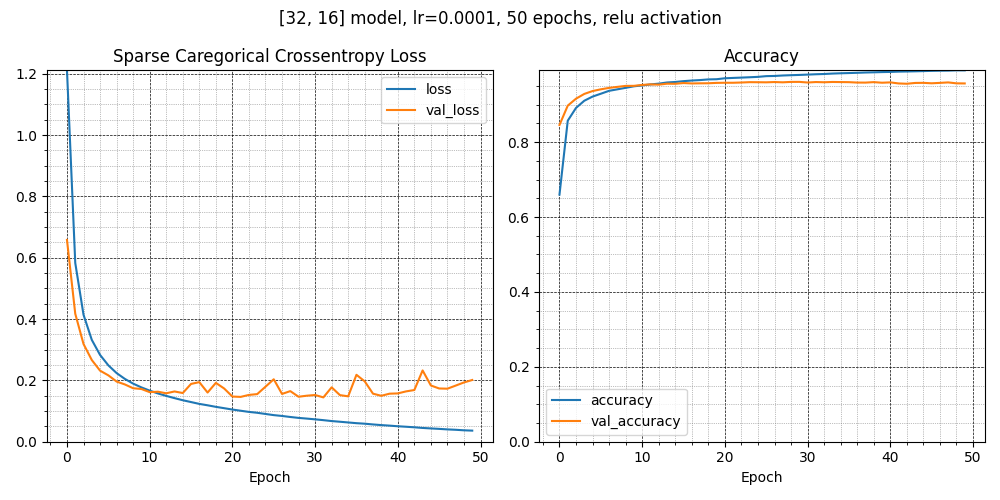 [32, 16] model, lr=0.0001, 50 epochs, relu activation
Sparse Caregorical Crossentropy Loss
1.2
1.0
0.8
0.6
0.4
0.2
0.0
loss
val_loss
0 10 20 30 40 50
Epoch
Accuracy
0.8
0.6
0.4
0.2
0.0
accuracy
val_accuracy
0 10 20 30 40 50
Epoch